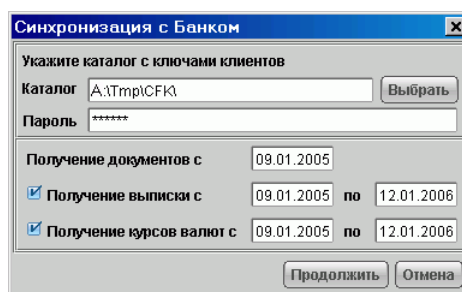 Синхронизация с Банком
Укажите каталог с ключами клиентов
Каталог A:\Tmp\CFK\ Выбрать
Пароль ******
Получение документов с 09.01.2005
Получение выписки с 09.01.2005 по 12.01.2006
Получение курсов валют с 09.01.2005 по 12.01.2006
Продолжить Отмена